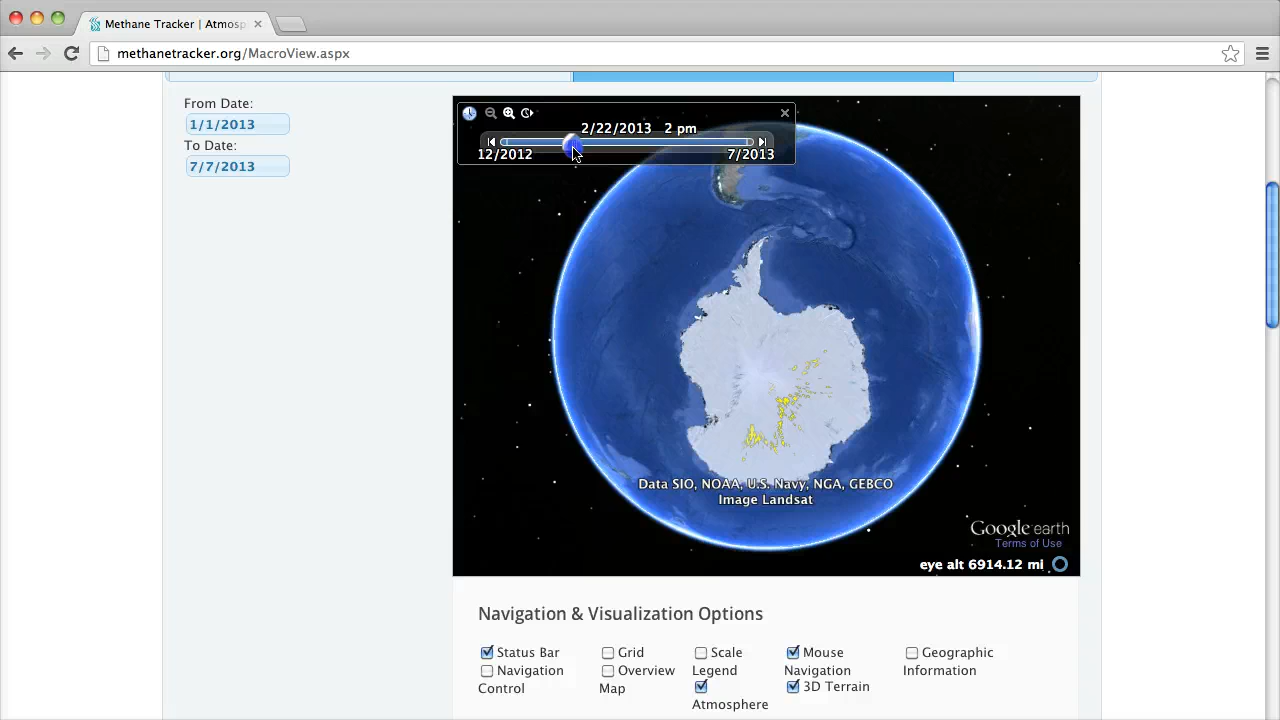 Methane Tracker | Atmosp
methanetracker.org/MacroView.aspx
From Date:
1/1/2013
To Date:
7/7/2013
2/22/2013 2 pm
12/2012 7/2013
Data SIO, NOAA, U.S. Navy, NGA, GEBCO
Image Landsat
Google earth
Terms of Use
eye alt 6914.12 mi
Navigation & Visualization Options
Status Bar Grid Scale Mouse Geographic
Navigation Overview Legend Navigation Information
Control Map Atmosphere 3D Terrain